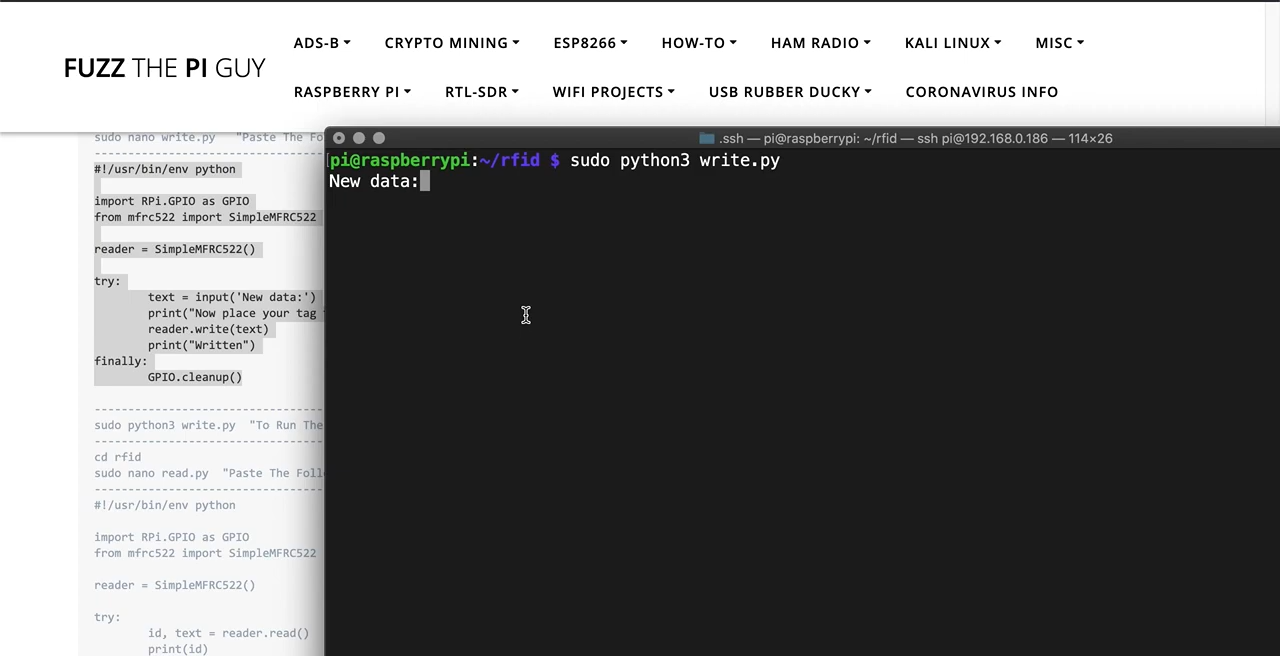 FUZZ THE PI GUY
ADS-B CRYPTO MINING ESP8266 HOW-TO HAM RADIO KALI LINUX MISC
RASPBERRY PI RTL-SDR WIFI PROJECTS USB RUBBER DUCKY CORONAVIRUS INFO
sudo nano write.py "Paste The Fo
--------------------------------
#!/usr/bin/env python
import RPi.GPIO as GPIO
from mfrc522 import SimpleMFRC522
reader = SimpleMFRC522()
try:
text = input('New data:')
print("Now place your tag
reader.write(text)
print("Written")
finally:
GPIO.cleanup()
--------------------------------
sudo python3 write.py "To Run The
--------------------------------
cd rfid
sudo nano read.py "Paste The Foll
--------------------------------
#!/usr/bin/env python
import RPi.GPIO as GPIO
from mfrc522 import SimpleMFRC522
reader = SimpleMFRC522()
try:
id, text = reader.read()
print(id)
.ssh — pi@raspberrypi: ~/rfid — ssh pi@192.168.0.186 — 114×26
[pi@raspberrypi:~/rfid $ sudo python3 write.py
New data: